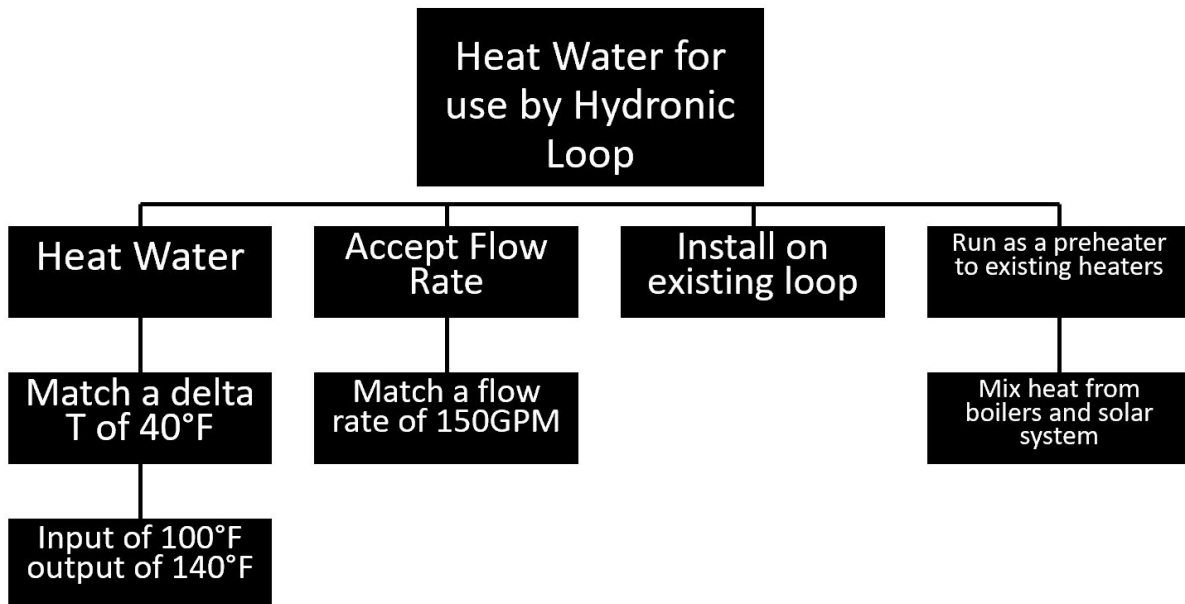 Heat Water for
use by Hydronic
Loop
Heat Water
Accept Flow
Rate
Install on
existing loop
Run as a preheater
to existing heaters
Match a delta
T of 40°F
Match a flow
rate of 150GPM
Mix heat from
boilers and solar
system
Input of 100°F
output of 140°F